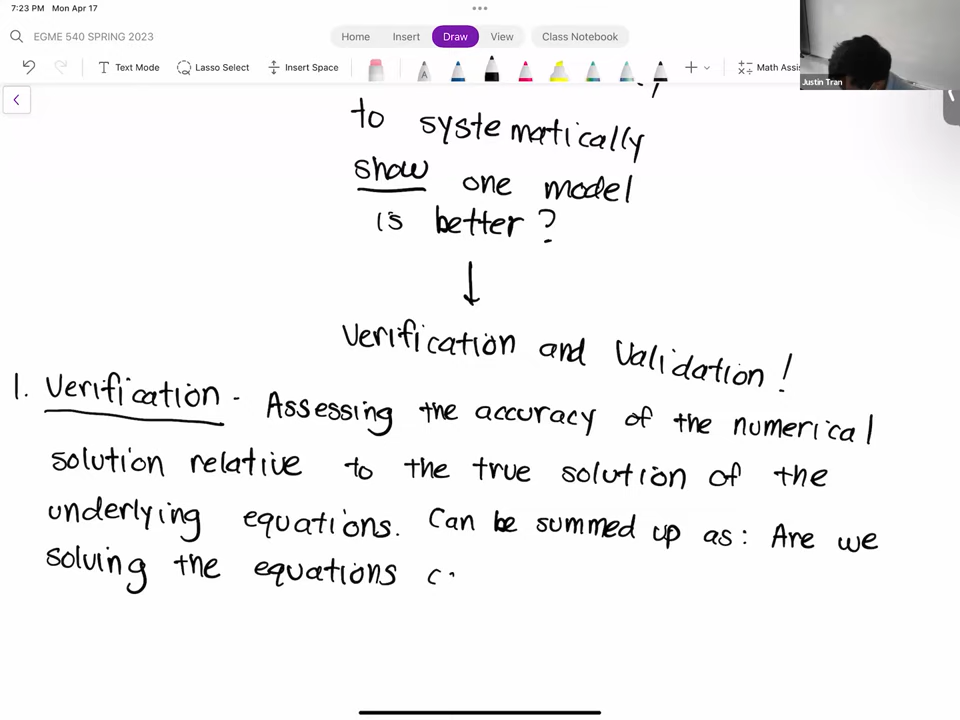 7:23 PM Mon Apr 17
EGME 540 SPRING 2023
Home Insert Draw View Class Notebook
Text Mode Lasso Select Insert Space A Math Assis
Justin Tran
to systematically
show one model
is better?
Verification and Validation!
1. Verification - Assessing the accuracy of the numerical
solution relative to the true solution of the
underlying equations. Can be summed up as: Are we
solving the equations c